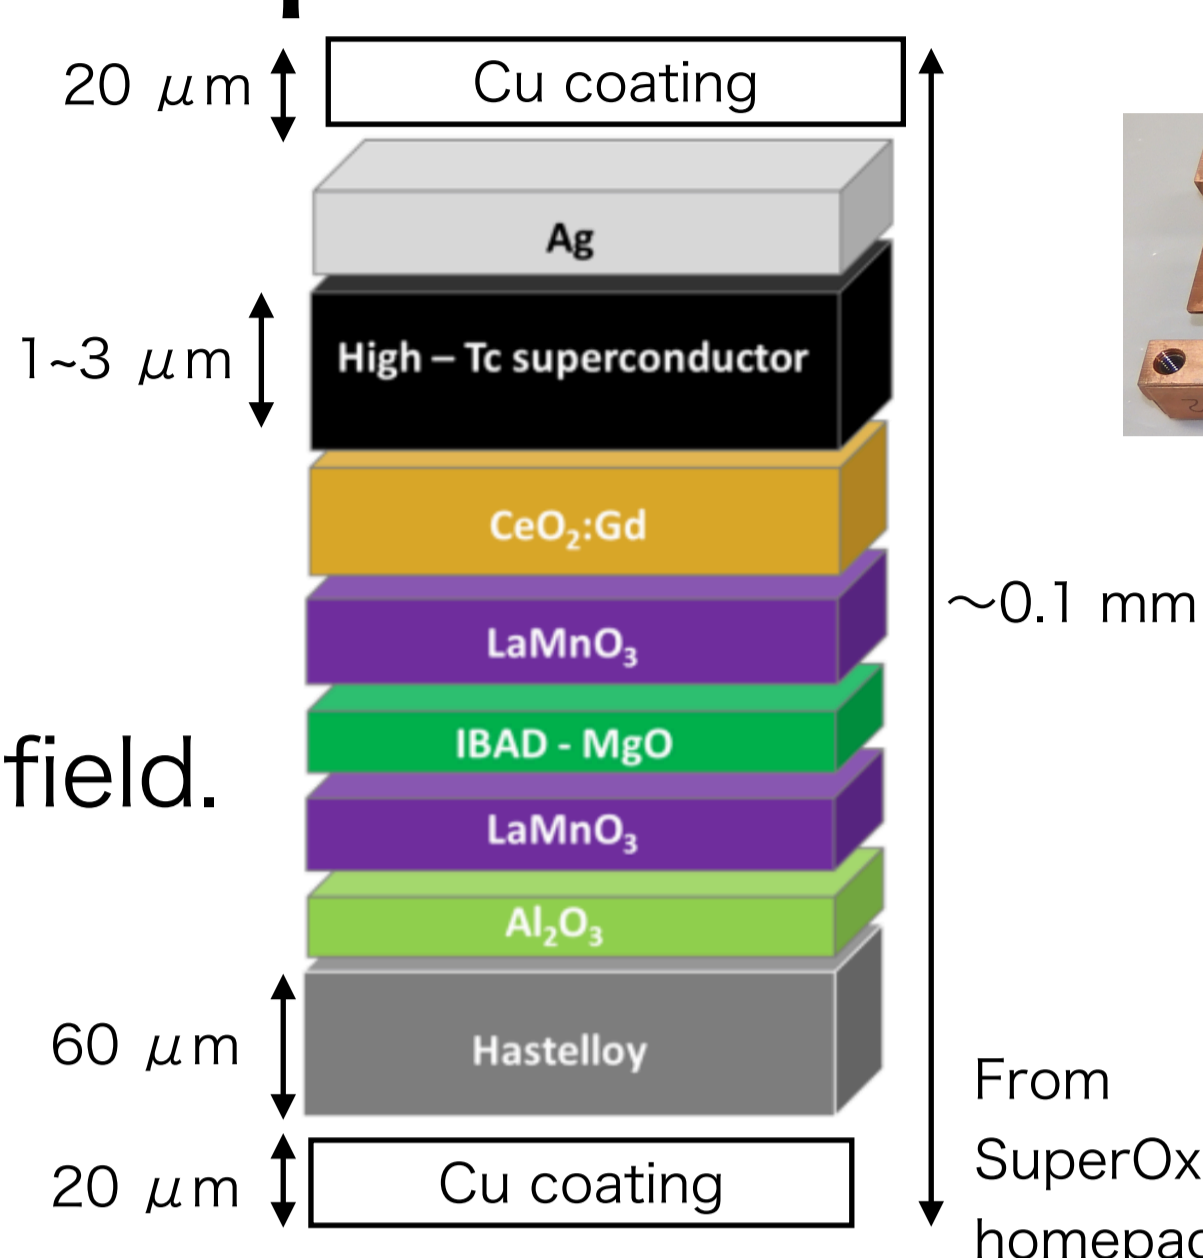 20 μm
Cu coating
Ag
1~3 μm
High – Tc superconductor
CeO₂:Gd
LaMnO₃
~0.1 mm
IBAD - MgO
field.
LaMnO₃
Al₂O₃
60 μm
Hastelloy
From
20 μm
Cu coating
SuperOx